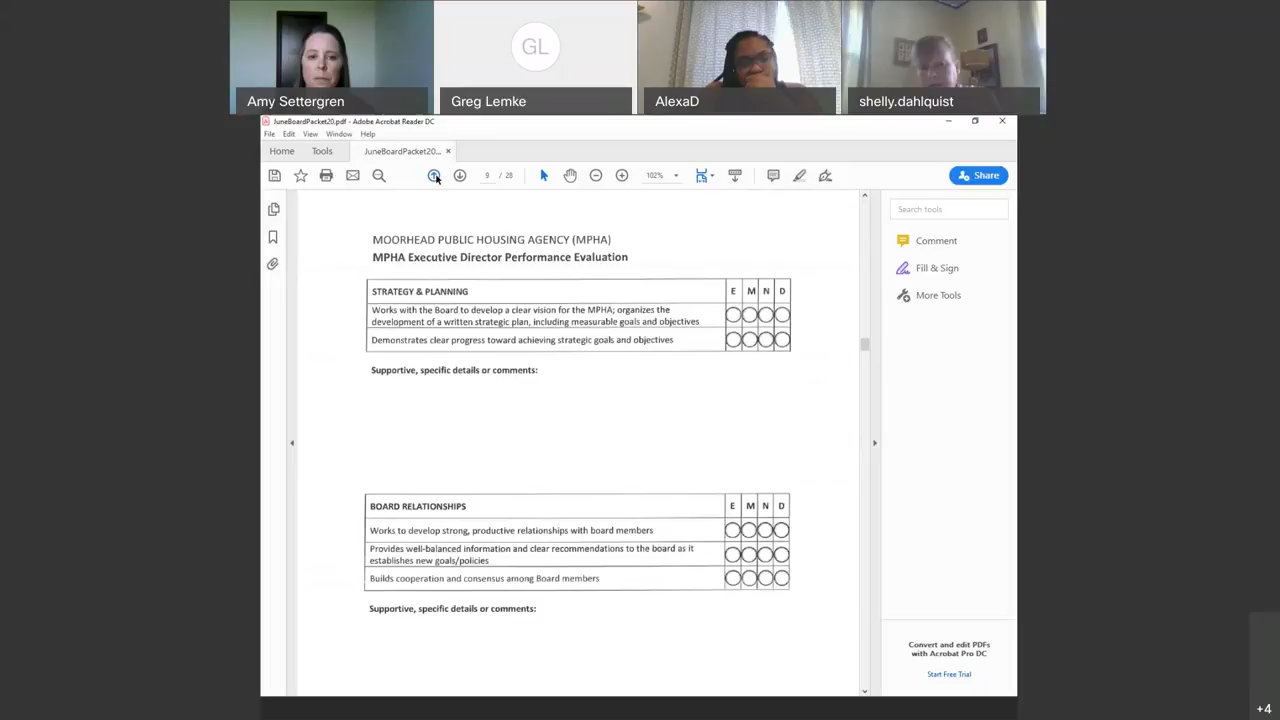 GL
Amy Settergren
Greg Lemke
AlexaD
shelly.dahlquist
JuneBoardPacket20.pdf - Adobe Acrobat Reader DC
File Edit View Window Help
Home Tools JuneBoardPacket20... ×
9 / 28
102%
Share
Search tools
Comment
Fill & Sign
More Tools
MOORHEAD PUBLIC HOUSING AGENCY (MPHA)
MPHA Executive Director Performance Evaluation
STRATEGY & PLANNING E M N D
Works with the Board to develop a clear vision for the MPHA; organizes the
development of a written strategic plan, including measurable goals and objectives
Demonstrates clear progress toward achieving strategic goals and objectives
Supportive, specific details or comments:
BOARD RELATIONSHIPS E M N D
Works to develop strong, productive relationships with board members
Provides well-balanced information and clear recommendations to the board as it
establishes new goals/policies
Builds cooperation and consensus among Board members
Supportive, specific details or comments:
Convert and edit PDFs
with Acrobat Pro DC
Start Free Trial
+4